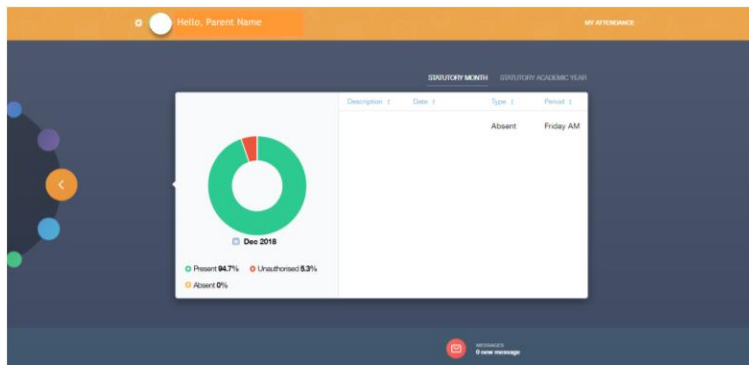 Hello, Parent Name
MY ATTENDANCE
STATUTORY MONTH STATUTORY ACADEMIC YEAR
Description Date Type Period
Absent Friday AM
Dec 2018
Present 94.7% Unauthorised 5.3%
Absent 0%
MESSAGES
0 new message